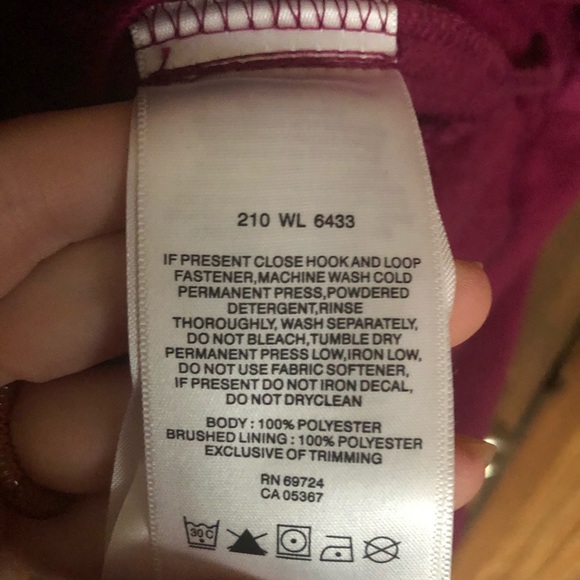 210 WL 6433
IF PRESENT CLOSE HOOK AND LOOP
FASTENER,MACHINE WASH COLD
PERMANENT PRESS,POWDERED
DETERGENT,RINSE
THOROUGHLY, WASH SEPARATELY,
DO NOT BLEACH,TUMBLE DRY
PERMANENT PRESS LOW,IRON LOW,
DO NOT USE FABRIC SOFTENER,
IF PRESENT DO NOT IRON DECAL,
DO NOT DRYCLEAN
BODY : 100% POLYESTER
BRUSHED LINING : 100% POLYESTER
EXCLUSIVE OF TRIMMING
RN 69724
CA 05367
30 C